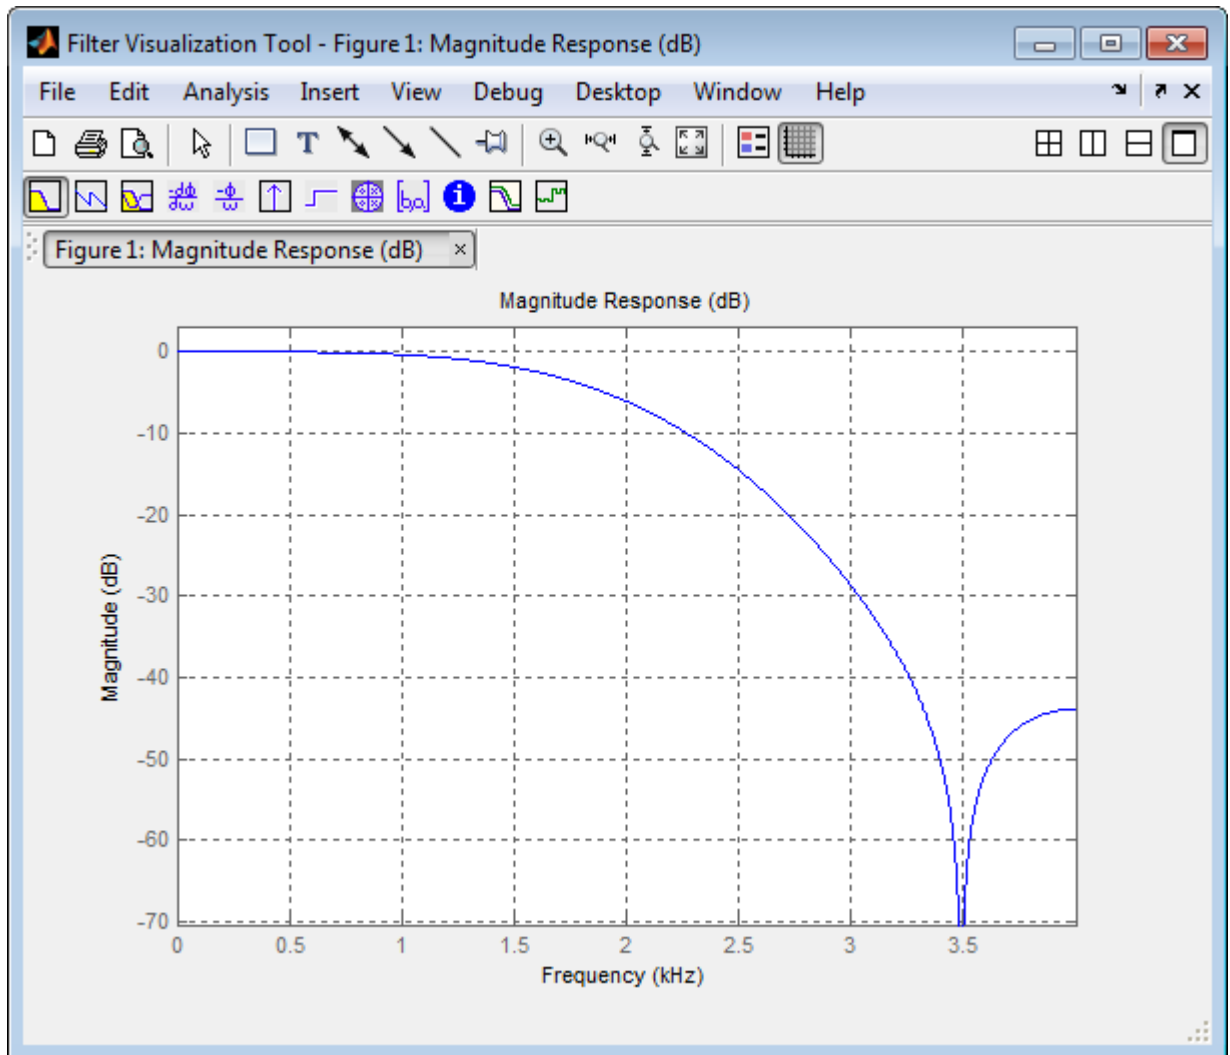 Filter Visualization Tool - Figure 1: Magnitude Response (dB)
File Edit Analysis Insert View Debug Desktop Window Help
T
[b,a] i
Figure 1: Magnitude Response (dB) ×
Magnitude Response (dB)
0
-10
-20
-30
-40
-50
-60
-70
Magnitude (dB)
0 0.5 1 1.5 2 2.5 3 3.5
Frequency (kHz)